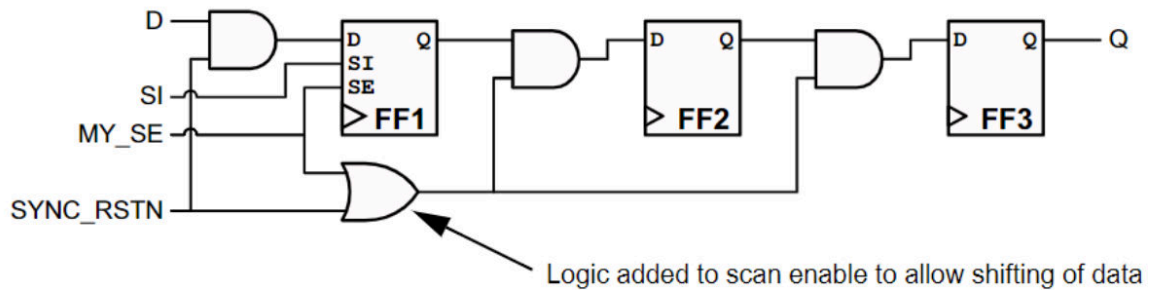 D
D Q
D Q
D Q
Q
SI
SI
SE
FF1
FF2
FF3
MY_SE
SYNC_RSTN
Logic added to scan enable to allow shifting of data